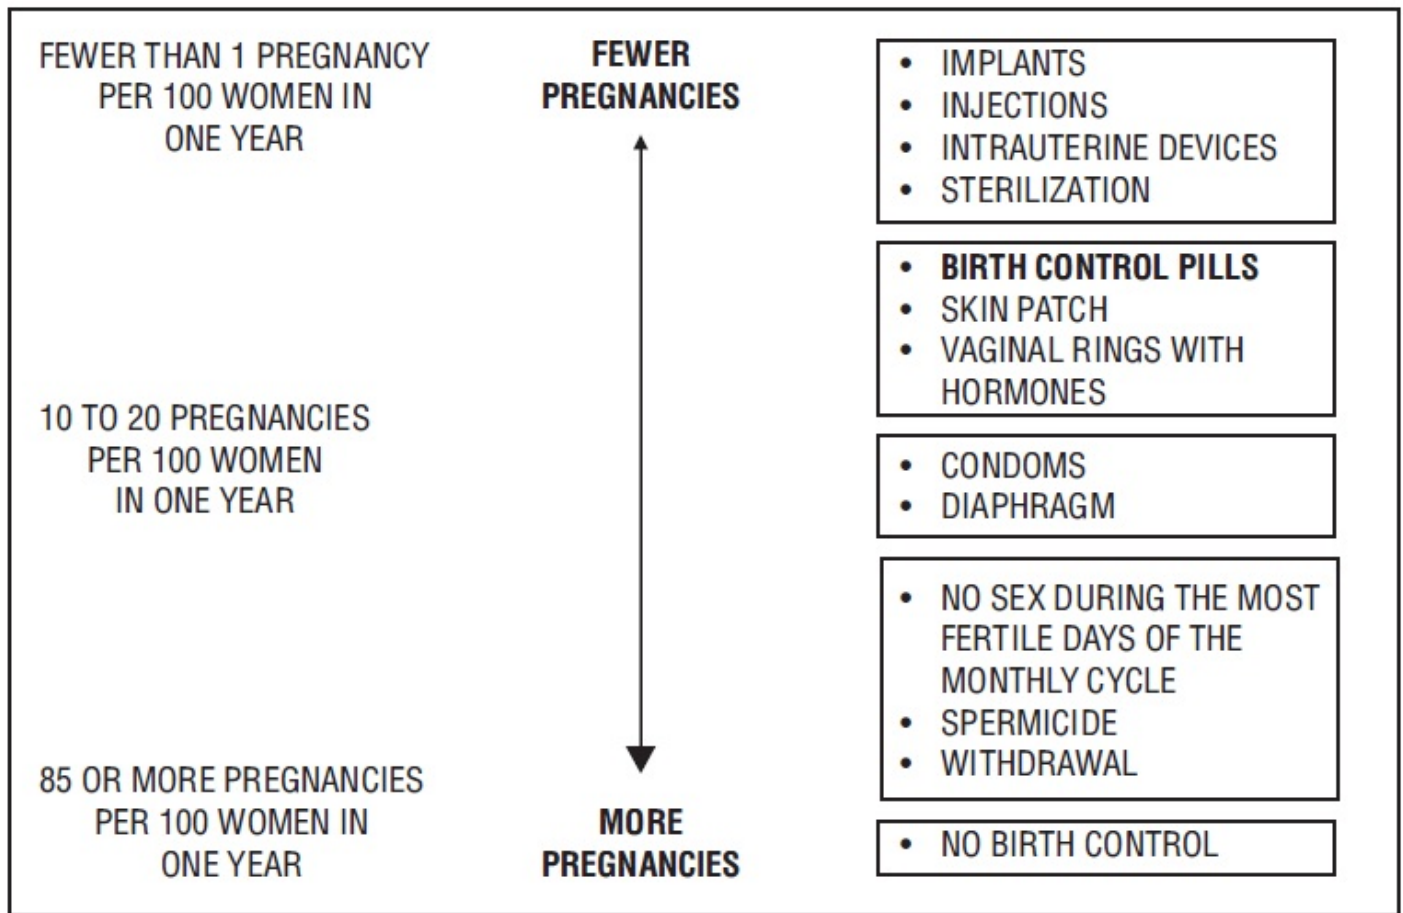 FEWER THAN 1 PREGNANCY
PER 100 WOMEN IN
ONE YEAR
10 TO 20 PREGNANCIES
PER 100 WOMEN
IN ONE YEAR
85 OR MORE PREGNANCIES
PER 100 WOMEN IN
ONE YEAR
FEWER
PREGNANCIES
MORE
PREGNANCIES
• IMPLANTS
• INJECTIONS
• INTRAUTERINE DEVICES
• STERILIZATION
• BIRTH CONTROL PILLS
• SKIN PATCH
• VAGINAL RINGS WITH
HORMONES
• CONDOMS
• DIAPHRAGM
• NO SEX DURING THE MOST
FERTILE DAYS OF THE
MONTHLY CYCLE
• SPERMICIDE
• WITHDRAWAL
• NO BIRTH CONTROL